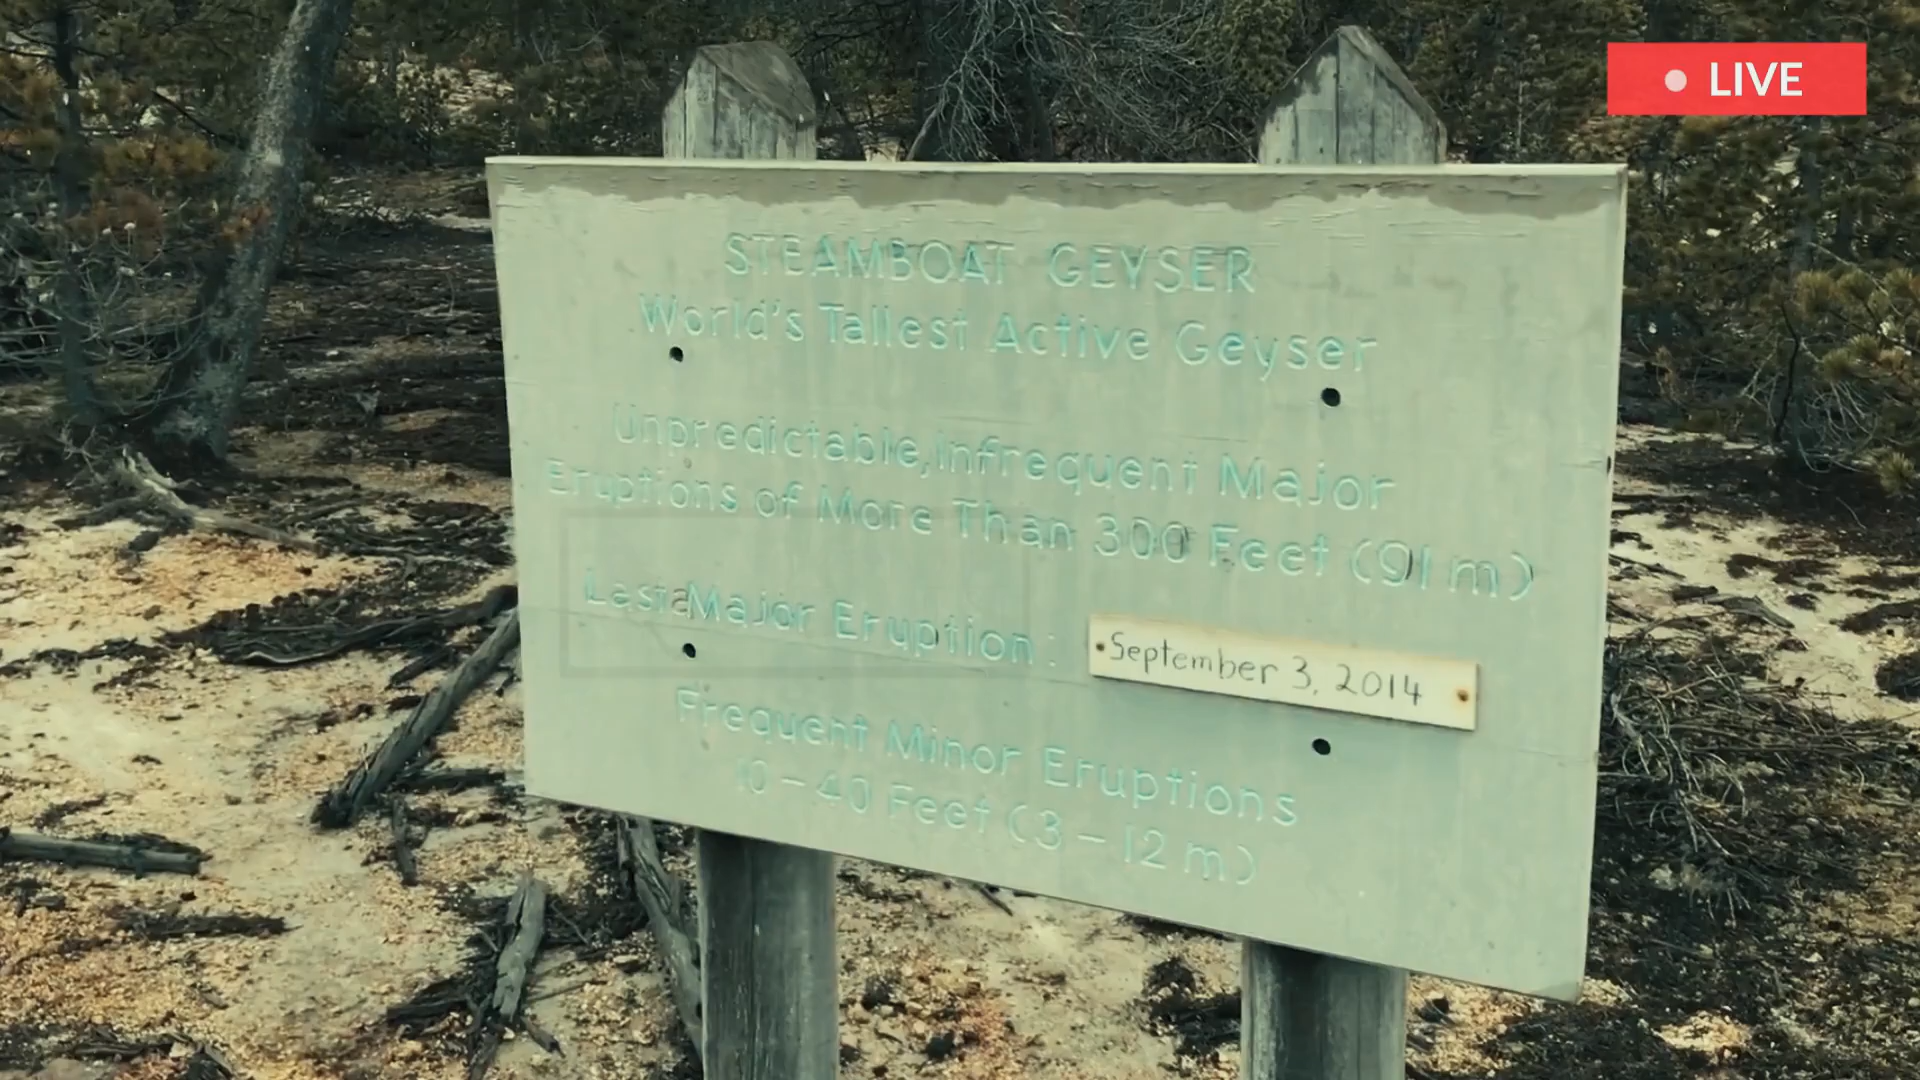 LIVE
STEAMBOAT GEYSER
World's Tallest Active Geyser
Unpredictable, Infrequent Major
Eruptions of More Than 300 Feet (91 m)
Last Major Eruption: September 3, 2014
Frequent Minor Eruptions
10 – 40 Feet (3 – 12 m)